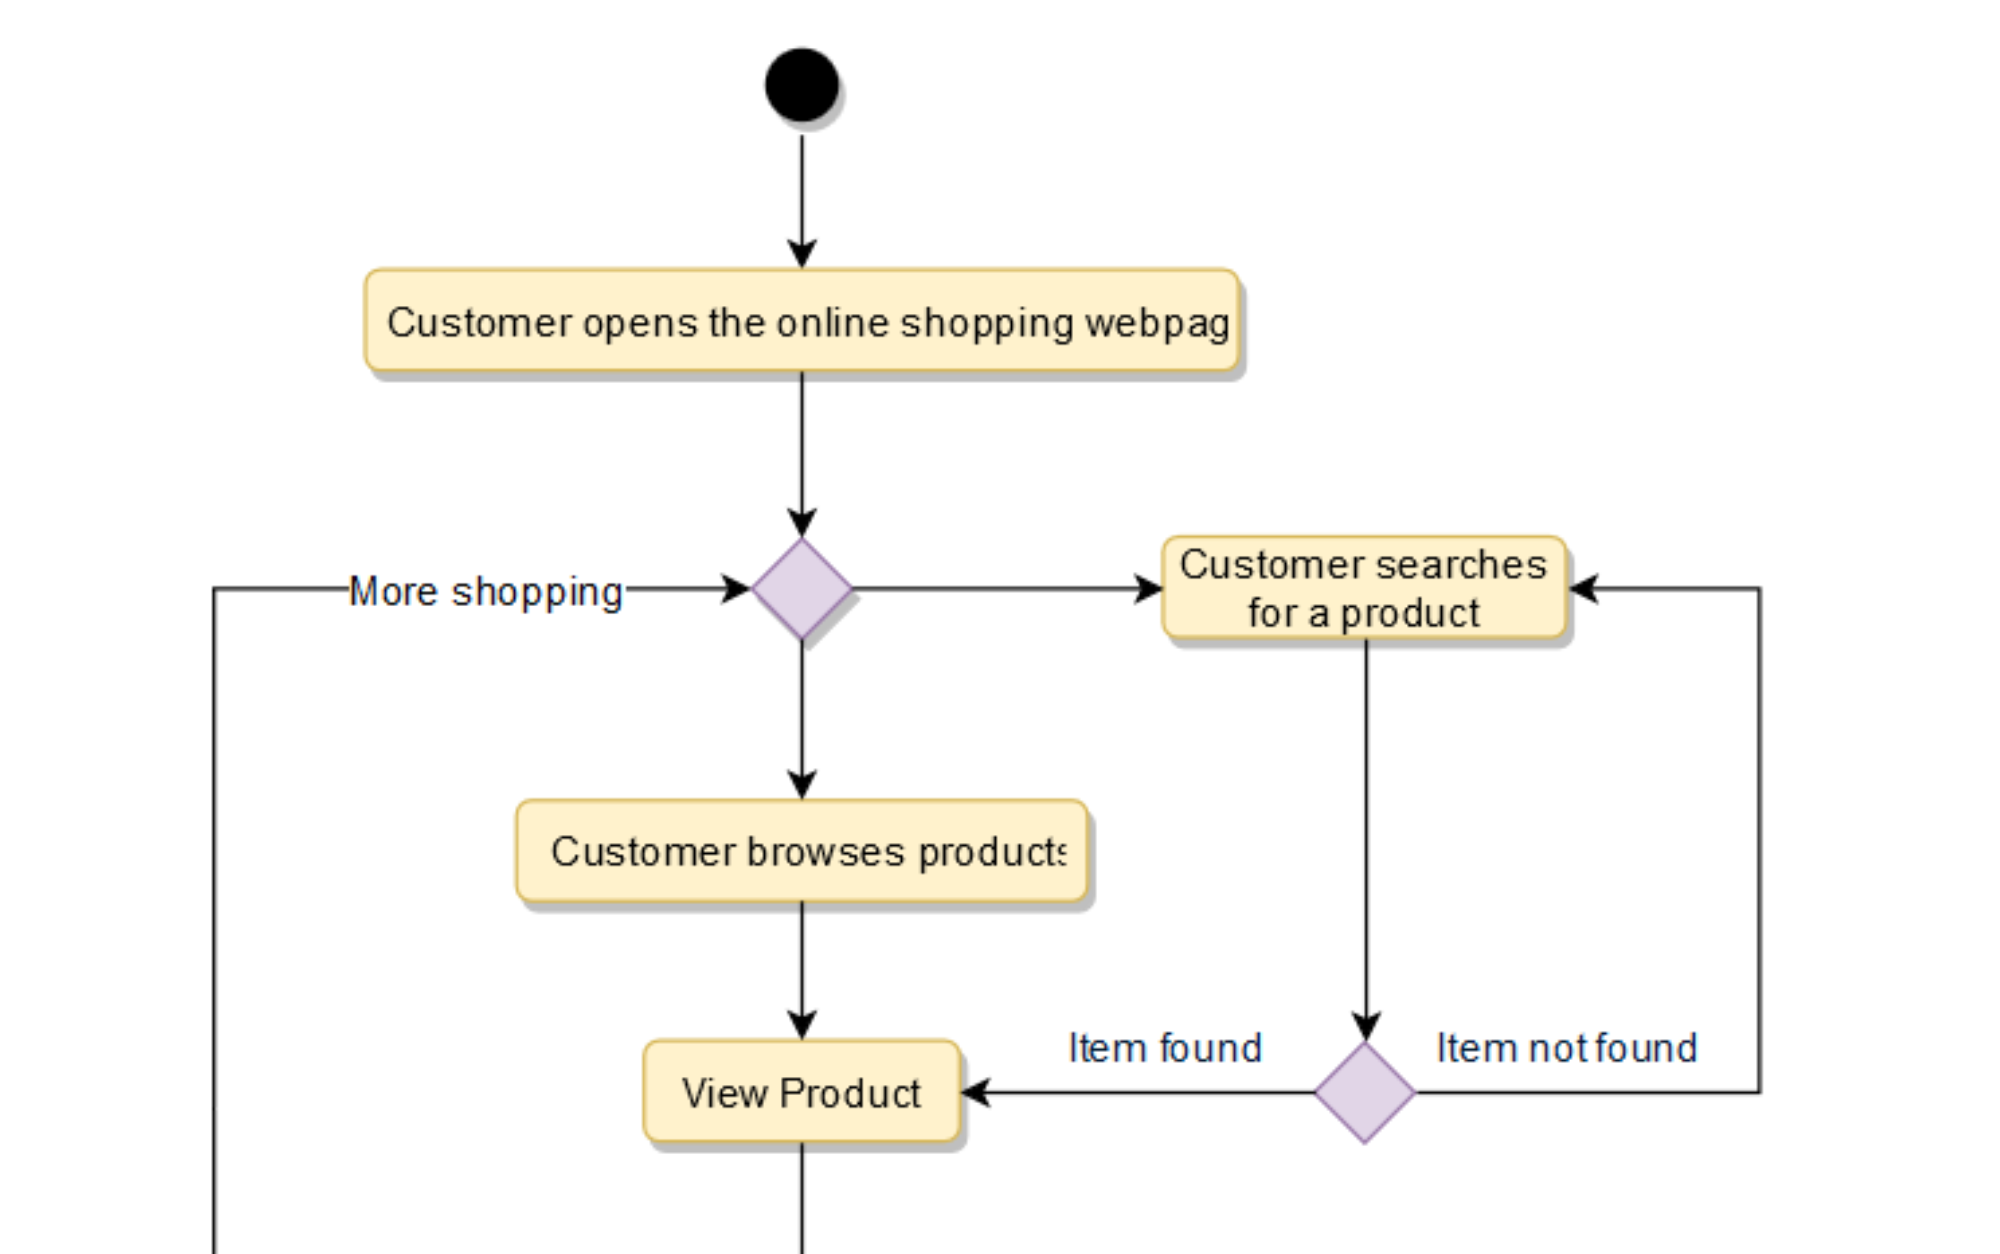 Customer opens the online shopping webpag
More shopping
Customer searches
for a product
Customer browses products
Item found
Item not found
View Product